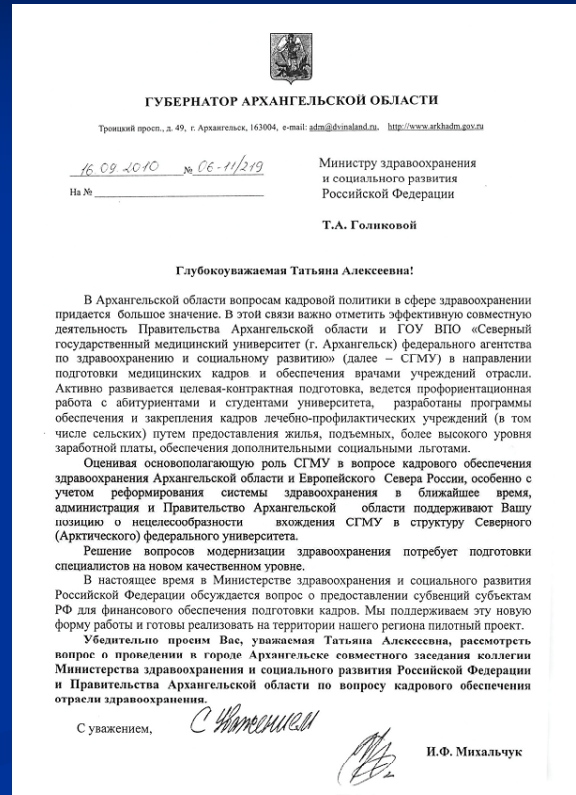 ГУБЕРНАТОР АРХАНГЕЛЬСКОЙ ОБЛАСТИ
Троицкий просп., д. 49, г. Архангельск, 163004, e-mail: adm@dvinaland.ru, http://www.arkhadm.gov.ru
16.09.2010 № 06-11/219
На №
Министру здравоохранения
и социального развития
Российской Федерации
Т.А. Голиковой
Глубокоуважаемая Татьяна Алексеевна!
В Архангельской области вопросам кадровой политики в сфере здравоохранении
придается большое значение. В этой связи важно отметить эффективную совместную
деятельность Правительства Архангельской области и ГОУ ВПО «Северный
государственный медицинский университет (г. Архангельск) федерального агентства
по здравоохранению и социальному развитию» (далее – СГМУ) в направлении
подготовки медицинских кадров и обеспечения врачами учреждений отрасли.
Активно развивается целевая-контрактная подготовка, ведется профориентационная
работа с абитуриентами и студентами университета, разработаны программы
обеспечения и закрепления кадров лечебно-профилактических учреждений (в том
числе сельских) путем предоставления жилья, подъемных, более высокого уровня
заработной платы, обеспечения дополнительными социальными льготами.
Оценивая основополагающую роль СГМУ в вопросе кадрового обеспечения
здравоохранения Архангельской области и Европейского Севера России, особенно с
учетом реформирования системы здравоохранения в ближайшее время,
администрация и Правительство Архангельской области поддерживают Вашу
позицию о нецелесообразности вхождения СГМУ в структуру Северного
(Арктического) федерального университета.
Решение вопросов модернизации здравоохранения потребует подготовки
специалистов на новом качественном уровне.
В настоящее время в Министерстве здравоохранения и социального развития
Российской Федерации обсуждается вопрос о предоставлении субвенций субъектам
РФ для финансового обеспечения подготовки кадров. Мы поддерживаем эту новую
форму работы и готовы реализовать на территории нашего региона пилотный проект.
Убедительно просим Вас, уважаемая Татьяна Алексеевна, рассмотреть
вопрос о проведении в городе Архангельске совместного заседания коллегии
Министерства здравоохранения и социального развития Российской Федерации
и Правительства Архангельской области по вопросу кадрового обеспечения
отрасли здравоохранения.
С уважением, С уважением
И.Ф. Михальчук